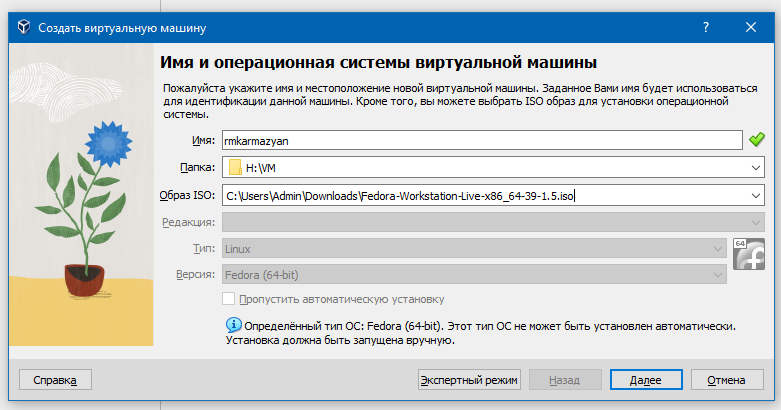 Создать виртуальную машину
?
Имя и операционная системы виртуальной машины
Пожалуйста укажите имя и местоположение новой виртуальной машины. Заданное Вами имя будет использоваться
для идентификации данной машины. Кроме того, вы можете выбрать ISO образ для установки операционной
системы.
Имя: rmkarmazyan
Папка: H:\VM
Образ ISO: C:\Users\Admin\Downloads\Fedora-Workstation-Live-x86_64-39-1.5.iso
Редакция:
Тип: Linux
64
Версия: Fedora (64-bit)
Пропустить автоматическую установку
Определённый тип ОС: Fedora (64-bit). Этот тип ОС не может быть установлен автоматически.
Установка должна быть запущена вручную.
Справка Экспертный режим Назад Далее Отмена